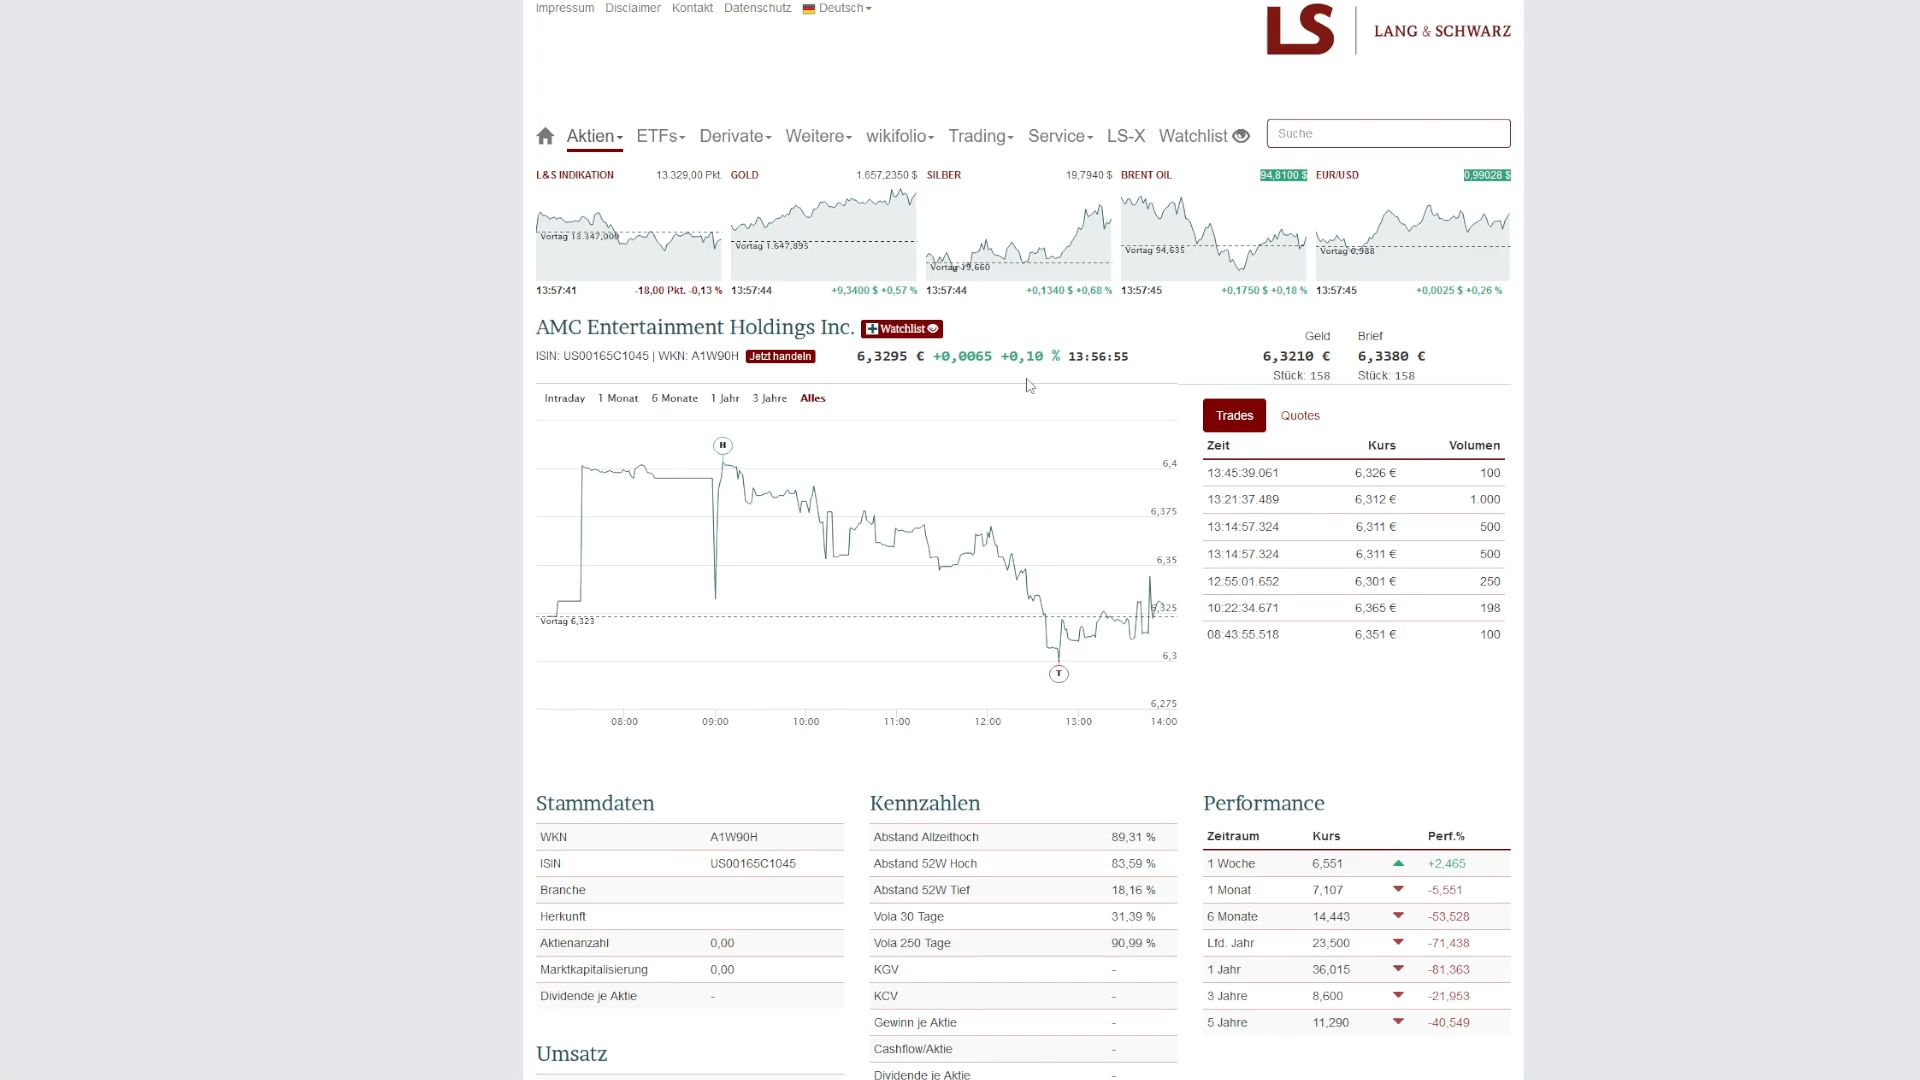 Impressum Disclaimer Kontakt Datenschutz Deutsch
LS LANG & SCHWARZ
Aktien ETFs Derivate Weitere wikifolio Trading Service LS-X Watchlist Suche
L&S INDIKATION 13.329,00 Pkt. GOLD 1.657,2350 $ SILBER 19,7940 $ BRENT OIL 94,8100 $ EUR/USD 0,99028 $
Vortag 13.347,000 Vortag 1.647,895 Vortag 19,660 Vortag 94,635 Vortag 0,988
13:57:41 -18,00 Pkt. -0,13 % 13:57:44 +9,3400 $ +0,57 % 13:57:44 +0,1340 $ +0,68 % 13:57:45 +0,1750 $ +0,18 % 13:57:45 +0,0025 $ +0,26 %
AMC Entertainment Holdings Inc. Watchlist
Geld Brief
ISIN: US00165C1045 | WKN: A1W90H Jetzt handeln 6,3295 € +0,0065 +0,10 % 13:56:55 6,3210 € 6,3380 €
Stück: 158 Stück: 158
Intraday 1 Monat 6 Monate 1 Jahr 3 Jahre Alles
H
6,4
6,375
6,35
6,325
Vortag 6,323
6,3
T
6,275
08:00 09:00 10:00 11:00 12:00 13:00 14:00
Trades Quotes
Zeit Kurs Volumen
13:45:39.061 6,326 € 100
13:21:37.489 6,312 € 1.000
13:14:57.324 6,311 € 500
13:14:57.324 6,311 € 500
12:55:01.652 6,301 € 250
10:22:34.671 6,365 € 198
08:43:55.518 6,351 € 100
Stammdaten
WKN A1W90H
ISIN US00165C1045
Branche
Herkunft
Aktienanzahl 0,00
Marktkapitalisierung 0,00
Dividende je Aktie -
Umsatz
Kennzahlen
Abstand Allzeithoch 89,31 %
Abstand 52W Hoch 83,59 %
Abstand 52W Tief 18,16 %
Vola 30 Tage 31,39 %
Vola 250 Tage 90,99 %
KGV -
KCV -
Gewinn je Aktie -
Cashflow/Aktie -
Dividende je Aktie -
Performance
Zeitraum Kurs Perf.%
1 Woche 6,551 +2,465
1 Monat 7,107 -5,551
6 Monate 14,443 -53,528
Lfd. Jahr 23,500 -71,438
1 Jahr 36,015 -81,363
3 Jahre 8,600 -21,953
5 Jahre 11,290 -40,549